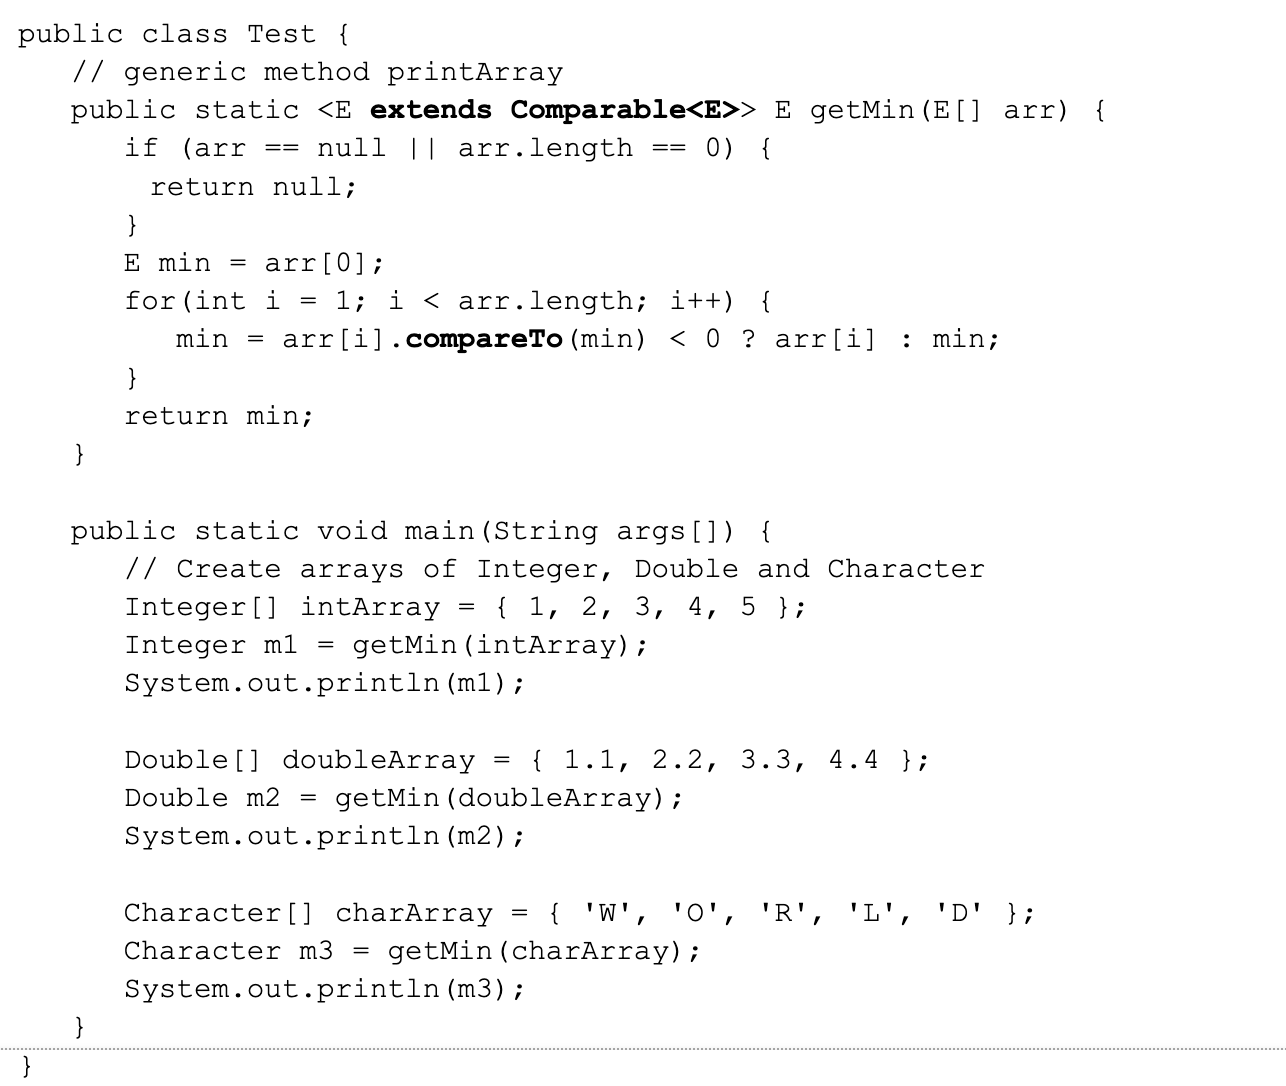 public class Test {
   // generic method printArray
   public static <E extends Comparable<E>> E getMin(E[] arr) {
      if (arr == null || arr.length == 0) {
       return null;
      }
      E min = arr[0];
      for(int i = 1; i < arr.length; i++) {
         min = arr[i].compareTo(min) < 0 ? arr[i] : min;
      }
      return min;
   }

   public static void main(String args[]) {
      // Create arrays of Integer, Double and Character
      Integer[] intArray = { 1, 2, 3, 4, 5 };
      Integer m1 = getMin(intArray);
      System.out.println(m1);

      Double[] doubleArray = { 1.1, 2.2, 3.3, 4.4 };
      Double m2 = getMin(doubleArray);
      System.out.println(m2);

      Character[] charArray = { 'W', 'O', 'R', 'L', 'D' };
      Character m3 = getMin(charArray);
      System.out.println(m3);
   }
}